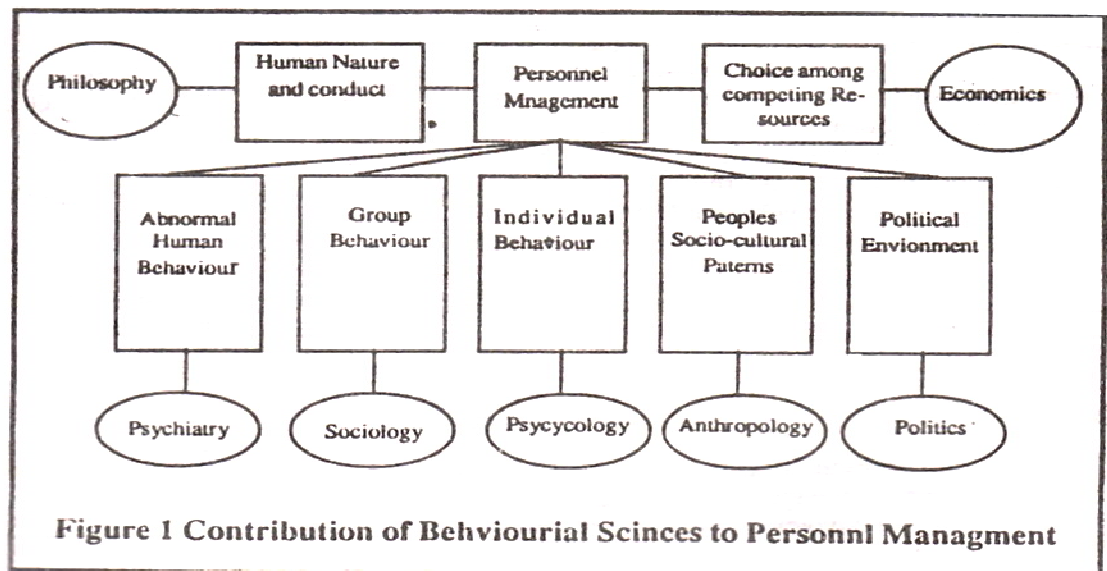 Philosophy
Human Nature
and conduct
Personnel
Mnagement
Choice among
competing Re-
sources
Economics
Abnormal
Human
Behaviour
Group
Behaviour
Individual
Behaviour
Peoples
Socio-cultural
Paterns
Political
Envionment
Psychiatry
Sociology
Psycycology
Anthropology
Politics
Figure 1 Contribution of Behviourial Scinces to Personnl Managment